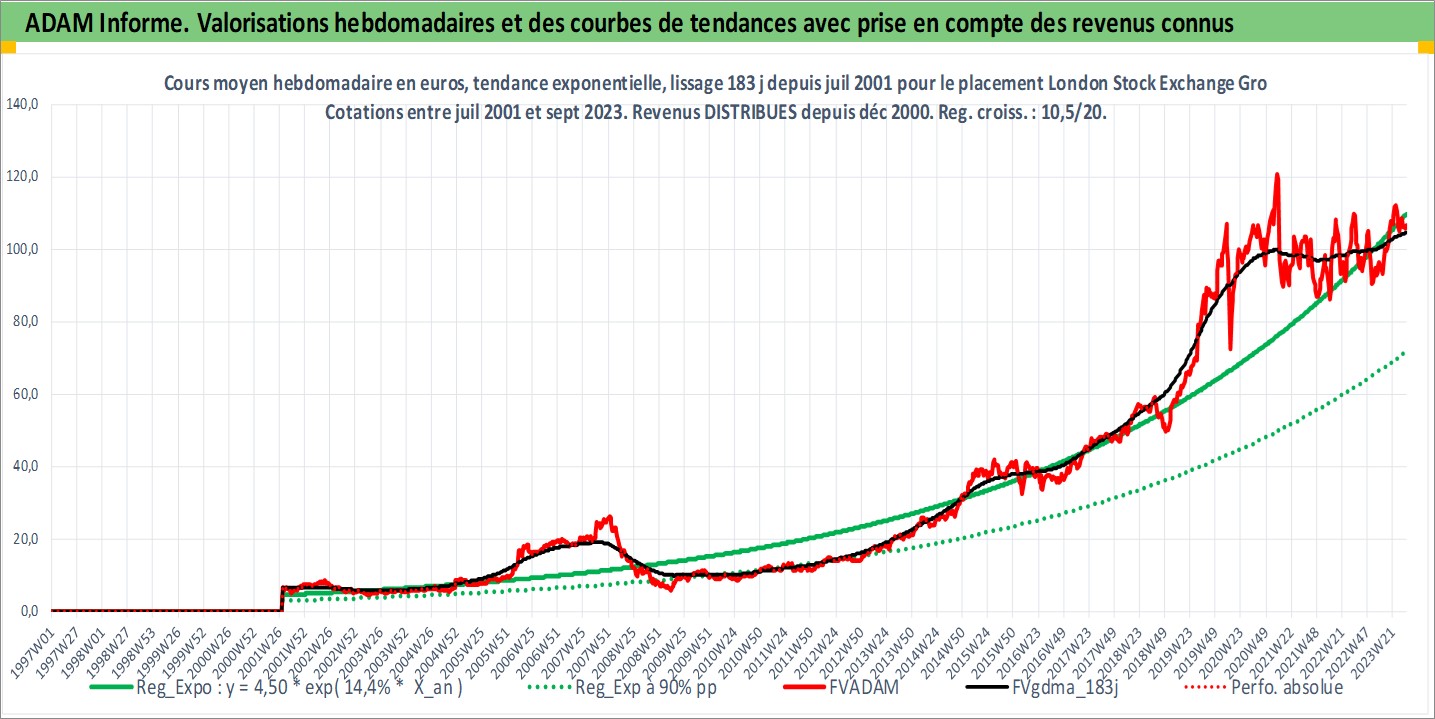 ADAM Informe. Valorisations hebdomadaires et des courbes de tendances avec prise en compte des revenus connus
Cours moyen hebdomadaire en euros, tendance exponentielle, lissage 183 j depuis juil 2001 pour le placement London Stock Exchange Gro
Cotations entre juil 2001 et sept 2023. Revenus DISTRIBUES depuis déc 2000. Reg. croiss. : 10,5/20.
140,0
120,0
100,0
80,0
60,0
40,0
20,0
0,0
1997W01
1997W27
1998W01
1998W27
1998W53
1999W26
1999W52
2000W26
2000W52
2001W26
2001W52
2002W26
2002W52
2003W26
2003W52
2004W26
2004W52
2005W25
2005W51
2006W25
2006W51
2007W25
2007W51
2008W25
2008W51
2009W25
2009W51
2010W24
2010W50
2011W24
2011W50
2012W24
2012W50
2013W24
2013W50
2014W24
2014W50
2015W24
2015W50
2016W23
2016W49
2017W23
2017W49
2018W23
2018W49
2019W23
2019W49
2020W23
2020W49
2021W22
2021W48
2022W21
2022W47
2023W21
Reg_Expo : y = 4,50 * exp( 14,4% * X_an )
Reg_Exp à 90% pp
FVADAM
FVgdma_183j
Perfo. absolue